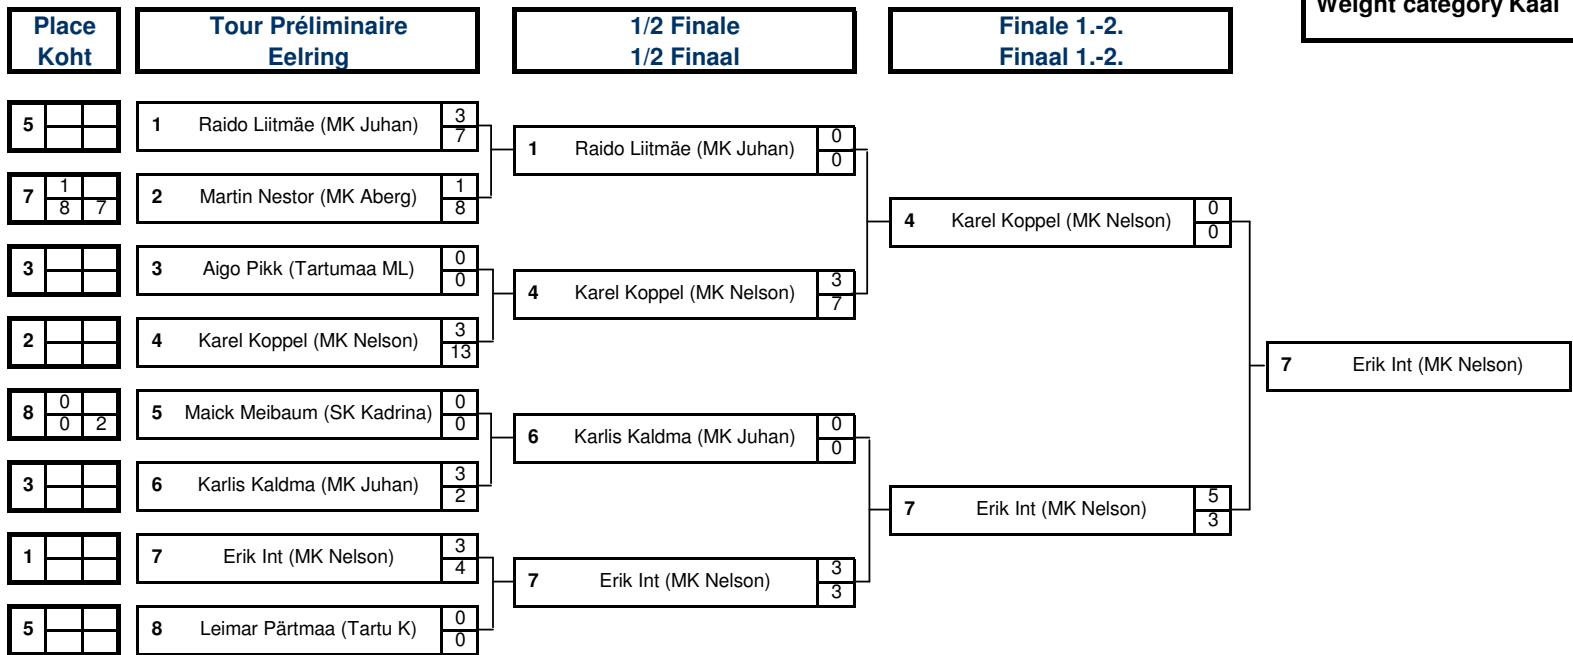 Weight category Kaal
Place
Koht
Tour Préliminaire
Eelring
1/2 Finale
1/2 Finaal
Finale 1.-2.
Finaal 1.-2.
5
1 Raido Liitmäe (MK Juhan) 3
7
1 Raido Liitmäe (MK Juhan) 0
0
7 1
8 7
2 Martin Nestor (MK Aberg) 1
8
4 Karel Koppel (MK Nelson) 0
0
3
3 Aigo Pikk (Tartumaa ML) 0
0
4 Karel Koppel (MK Nelson) 3
7
2
4 Karel Koppel (MK Nelson) 3
13
7 Erik Int (MK Nelson)
8 0
0 2
5 Maick Meibaum (SK Kadrina) 0
0
6 Karlis Kaldma (MK Juhan) 0
0
3
6 Karlis Kaldma (MK Juhan) 3
2
7 Erik Int (MK Nelson) 5
3
1
7 Erik Int (MK Nelson) 3
4
7 Erik Int (MK Nelson) 3
3
5
8 Leimar Pärtmaa (Tartu K) 0
0